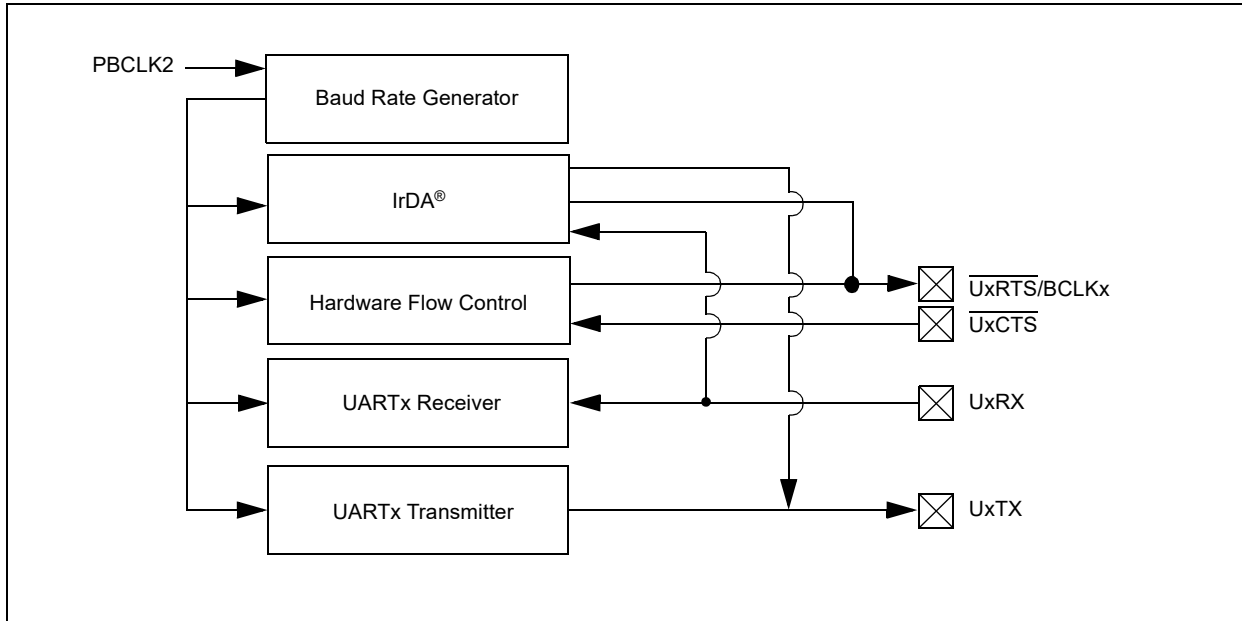 PBCLK2
Baud Rate Generator
IrDA®
Hardware Flow Control
UxRTS/BCLKx
UxCTS
UARTx Receiver
UxRX
UARTx Transmitter
UxTX